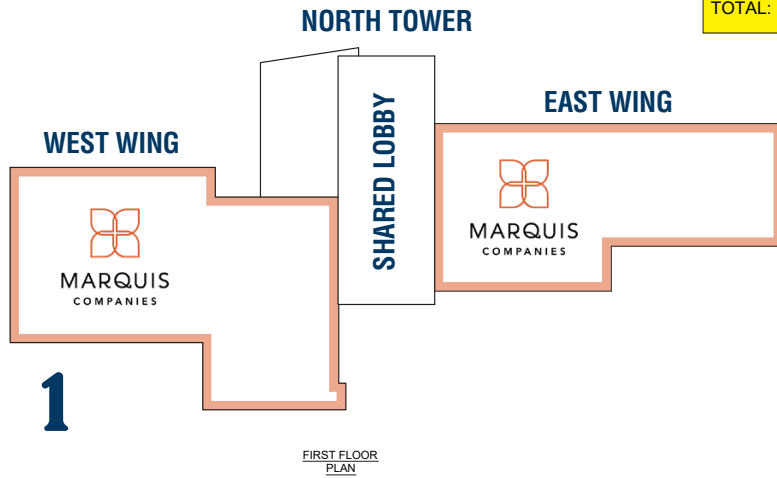 NORTH TOWER
TOTAL:
EAST WING
WEST WING
SHARED LOBBY
MARQUIS
COMPANIES
MARQUIS
COMPANIES
1
FIRST FLOOR
PLAN